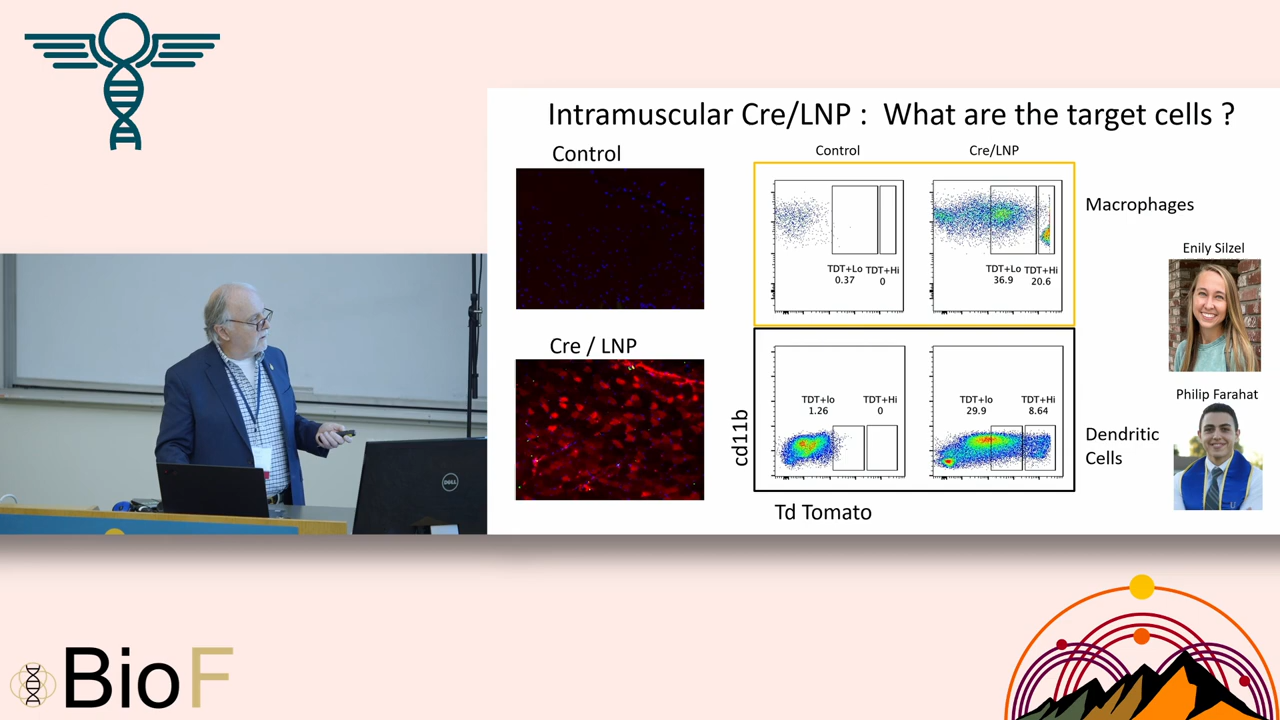 Intramuscular Cre/LNP : What are the target cells ?
Control
Cre / LNP
Control
Cre/LNP
TDT+Lo
0.37
TDT+Hi
0
TDT+Lo
36.9
TDT+Hi
20.6
Macrophages
TDT+lo
1.26
TDT+Hi
0
TDT+lo
29.9
TDT+Hi
8.64
Dendritic
Cells
cd11b
Td Tomato
Enily Silzel
Philip Farahat
U
DELL
BioF